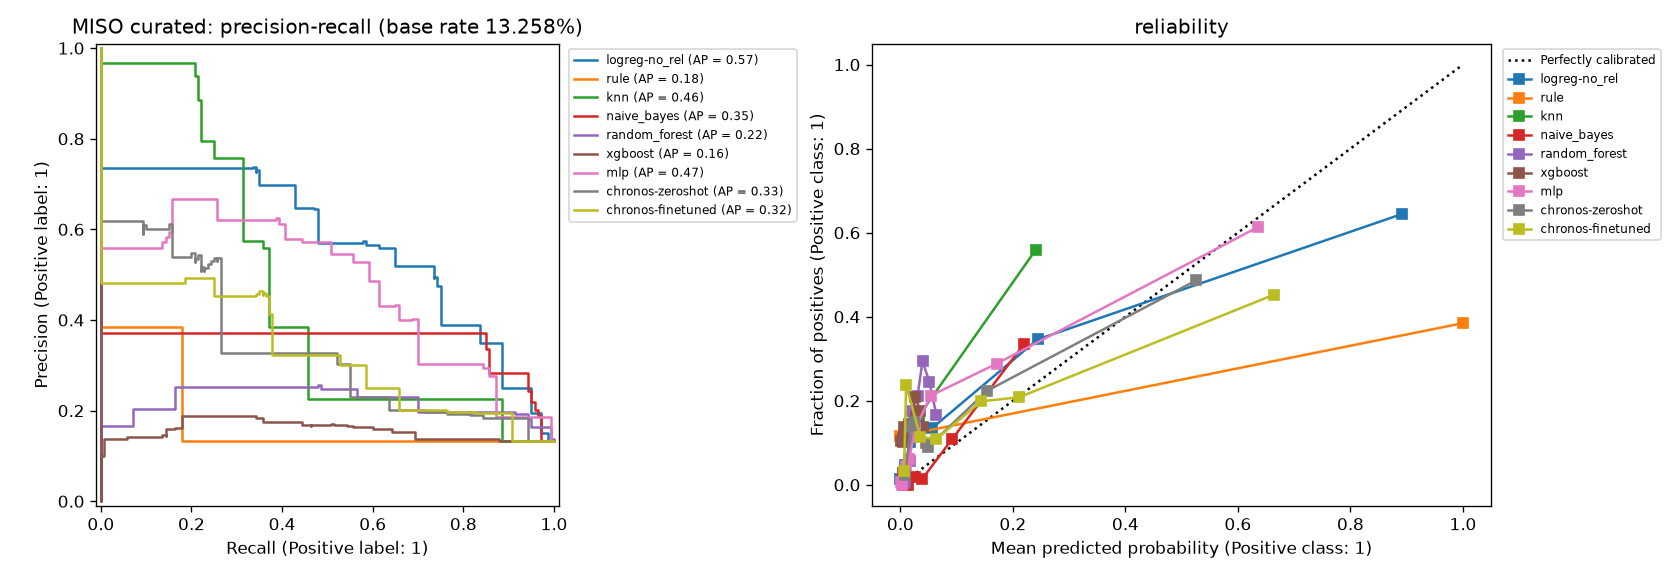 MISO curated: precision-recall (base rate 13.258%)
Precision (Positive label: 1)
1.0
0.8
0.6
0.4
0.2
0.0
0.0 0.2 0.4 0.6 0.8 1.0
Recall (Positive label: 1)
logreg-no_rel (AP = 0.57)
rule (AP = 0.18)
knn (AP = 0.46)
naive_bayes (AP = 0.35)
random_forest (AP = 0.22)
xgboost (AP = 0.16)
mlp (AP = 0.47)
chronos-zeroshot (AP = 0.33)
chronos-finetuned (AP = 0.32)
reliability
Fraction of positives (Positive class: 1)
1.0
0.8
0.6
0.4
0.2
0.0
0.0 0.2 0.4 0.6 0.8 1.0
Mean predicted probability (Positive class: 1)
Perfectly calibrated
logreg-no_rel
rule
knn
naive_bayes
random_forest
xgboost
mlp
chronos-zeroshot
chronos-finetuned